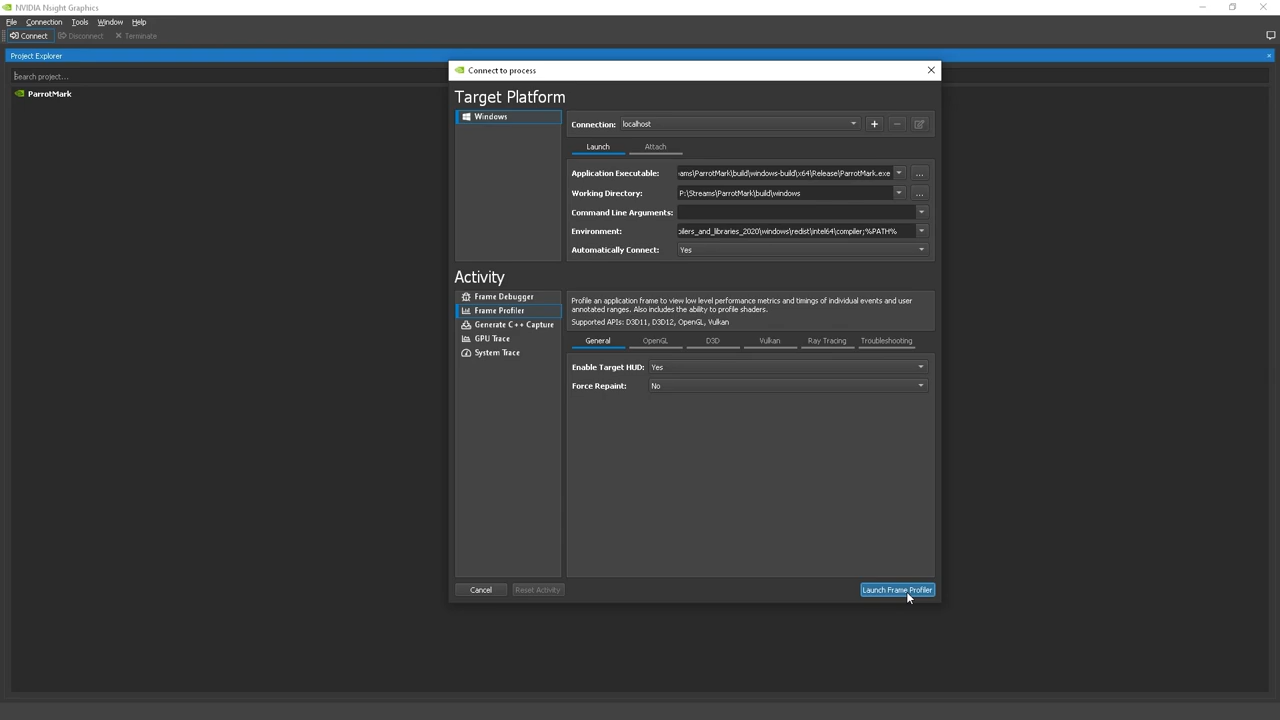 NVIDIA Nsight Graphics
File Connection Tools Window Help
Connect Disconnect Terminate
Project Explorer
Search project...
ParrotMark
Connect to process
Target Platform
Windows
Connection: localhost
Launch Attach
Application Executable: ams\ParrotMark\build\windows-build\x64\Release\ParrotMark.exe ...
Working Directory: P:\Streams\ParrotMark\build\windows ...
Command Line Arguments:
Environment: pilers_and_libraries_2020\windows\redist\intel64\compiler;%PATH%
Automatically Connect: Yes
Activity
Frame Debugger
Frame Profiler
Generate C++ Capture
GPU Trace
System Trace
Profile an application frame to view low level performance metrics and timings of individual events and user
annotated ranges. Also includes the ability to profile shaders.
Supported APIs: D3D11, D3D12, OpenGL, Vulkan
General OpenGL D3D Vulkan Ray Tracing Troubleshooting
Enable Target HUD: Yes
Force Repaint: No
Cancel Reset Activity Launch Frame Profiler